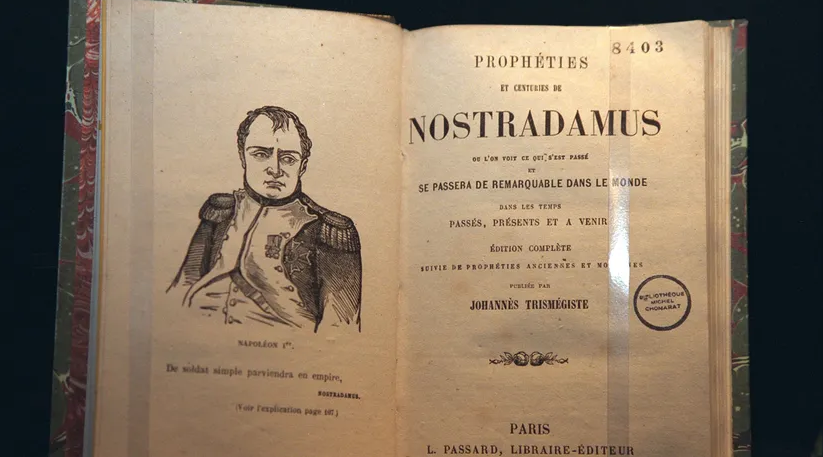 NAPOLÉON Iᵉʳ.
De soldat simple parviendra en empire,
NOSTRADAMUS.
(Voir l'explication page 107)
8403
PROPHÉTIES
ET CENTURIES DE
NOSTRADAMUS
OU L'ON VOIT CE QUI S'EST PASSÉ
ET
SE PASSERA DE REMARQUABLE DANS LE MONDE
DANS LES TEMPS
PASSÉS, PRÉSENTS ET A VENIR
ÉDITION COMPLÈTE
SUIVIE DE PROPHÉTIES ANCIENNES ET MODERNES
PUBLIÉE PAR
JOHANNÈS TRISMÉGISTE
BIBLIOTHÈQUE
MICHEL
CHOMARAT
PARIS
L. PASSARD, LIBRAIRE-ÉDITEUR